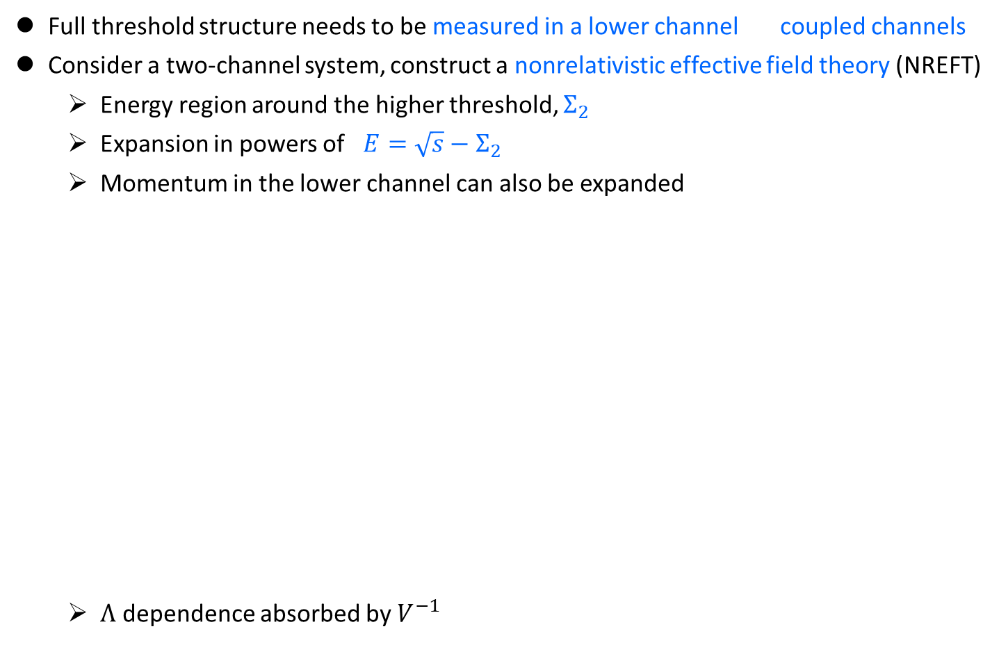 ● Full threshold structure needs to be measured in a lower channel coupled channels
● Consider a two-channel system, construct a nonrelativistic effective field theory (NREFT)
➢ Energy region around the higher threshold, Σ₂
➢ Expansion in powers of E = √s − Σ₂
➢ Momentum in the lower channel can also be expanded
➢ Λ dependence absorbed by V⁻¹